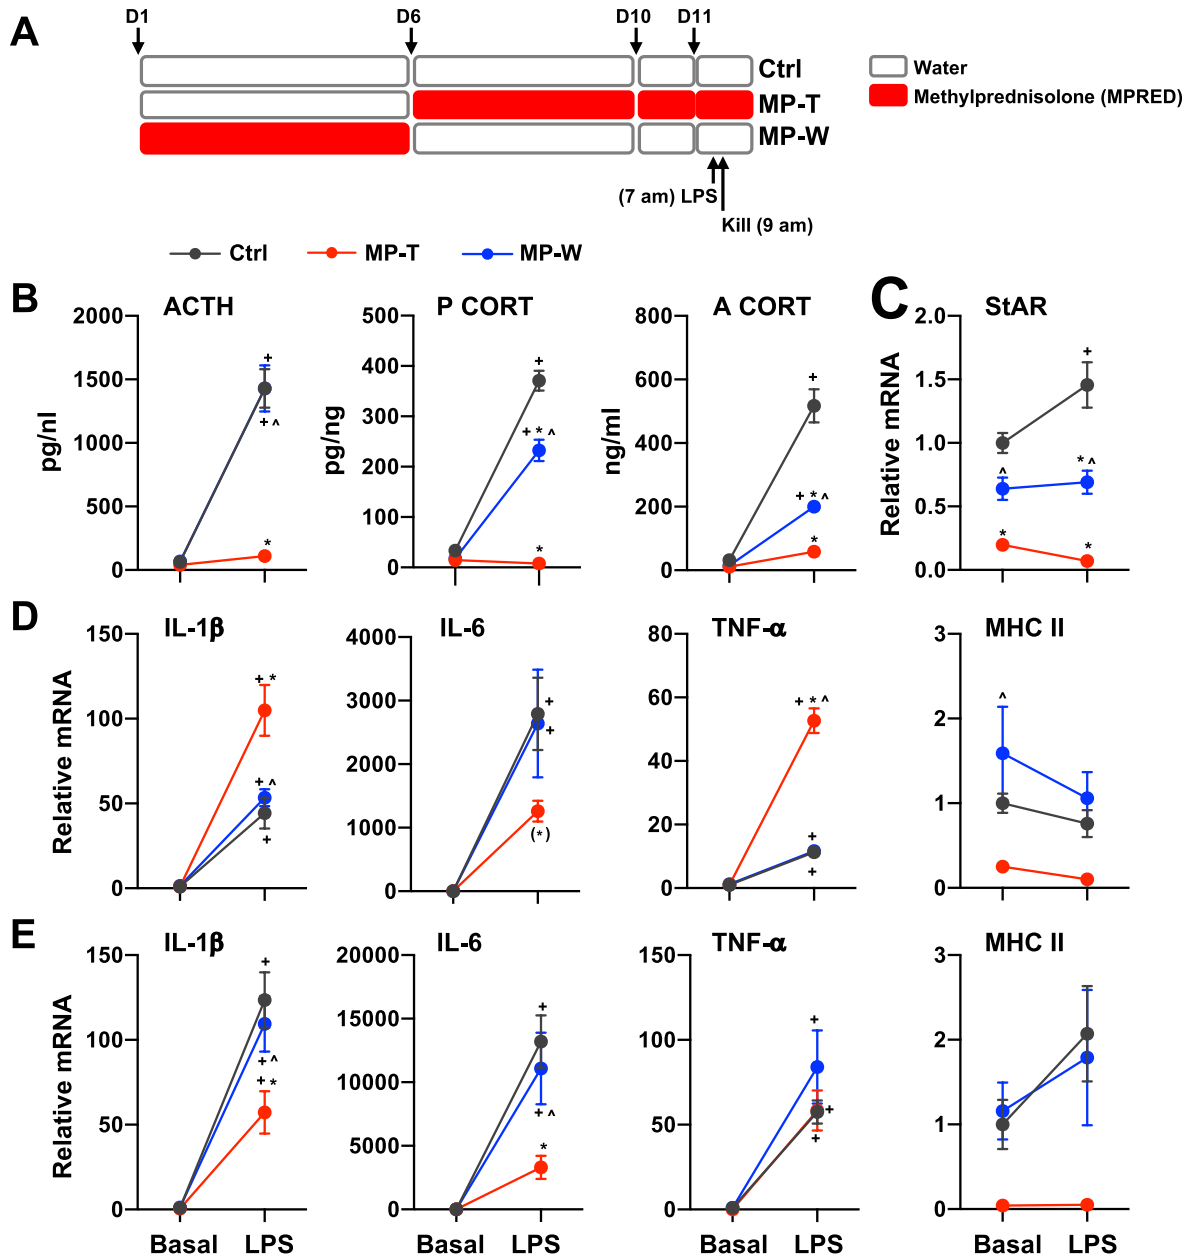 A
D1 D6 D10 D11
Ctrl
MP-T
MP-W
Water
Methylprednisolone (MPRED)
(7 am) LPS
Kill (9 am)
Ctrl MP-T MP-W
B
ACTH
pg/nl
2000
1500
1000
500
0
+
+ ^
*
P CORT
pg/ng
500
400
300
200
100
0
+
+ * ^
*
A CORT
ng/ml
800
600
400
200
0
+
+ * ^
*
C
StAR
Relative mRNA
2.0
1.5
1.0
0.5
0.0
+
^
* ^
*
*
D
IL-1β
Relative mRNA
150
100
50
0
+ *
+ ^
+
IL-6
4000
3000
2000
1000
0
+
+
(*)
TNF-α
80
60
40
20
0
+ * ^
+
+
MHC II
3
2
1
0
^
E
IL-1β
Relative mRNA
150
100
50
0
+
+ ^
+ *
Basal LPS
IL-6
20000
15000
10000
5000
0
+
+ ^
*
Basal LPS
TNF-α
150
100
50
0
+
+
+
Basal LPS
MHC II
3
2
1
0
Basal LPS